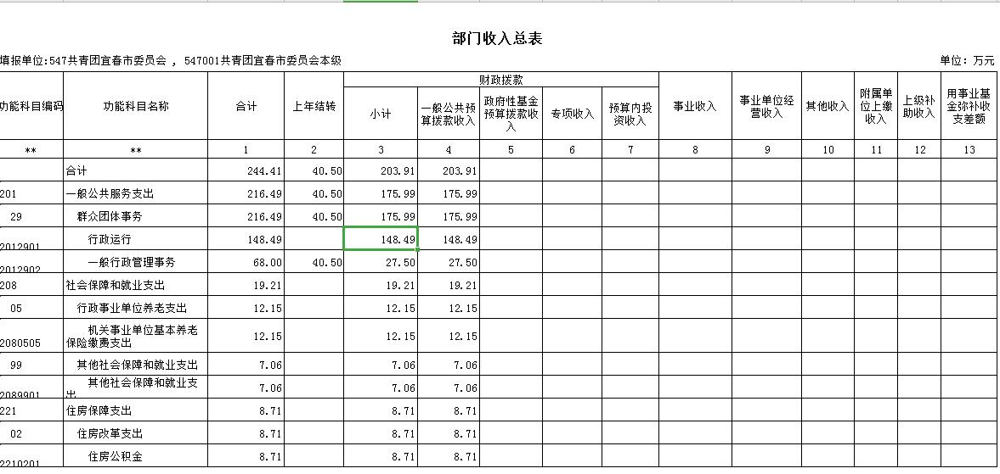 部门收入总表
填报单位:547共青团宜春市委员会 , 547001共青团宜春市委员会本级 单位: 万元
功能科目编码 功能科目名称 合计 上年结转 财政拨款 事业收入 事业单位经营收入 其他收入 附属单位上缴收入 上级补助收入 用事业基金弥补收支差额
小计 一般公共预算拨款收入 政府性基金预算拨款收入 专项收入 预算内投资收入
** ** 1 2 3 4 5 6 7 8 9 10 11 12 13
合计 244.41 40.50 203.91 203.91
201 一般公共服务支出 216.49 40.50 175.99 175.99
29 群众团体事务 216.49 40.50 175.99 175.99
2012901 行政运行 148.49 148.49 148.49
2012902 一般行政管理事务 68.00 40.50 27.50 27.50
208 社会保障和就业支出 19.21 19.21 19.21
05 行政事业单位养老支出 12.15 12.15 12.15
2080505 机关事业单位基本养老保险缴费支出 12.15 12.15 12.15
99 其他社会保障和就业支出 7.06 7.06 7.06
2089901 其他社会保障和就业支出 7.06 7.06 7.06
221 住房保障支出 8.71 8.71 8.71
02 住房改革支出 8.71 8.71 8.71
2210201 住房公积金 8.71 8.71 8.71